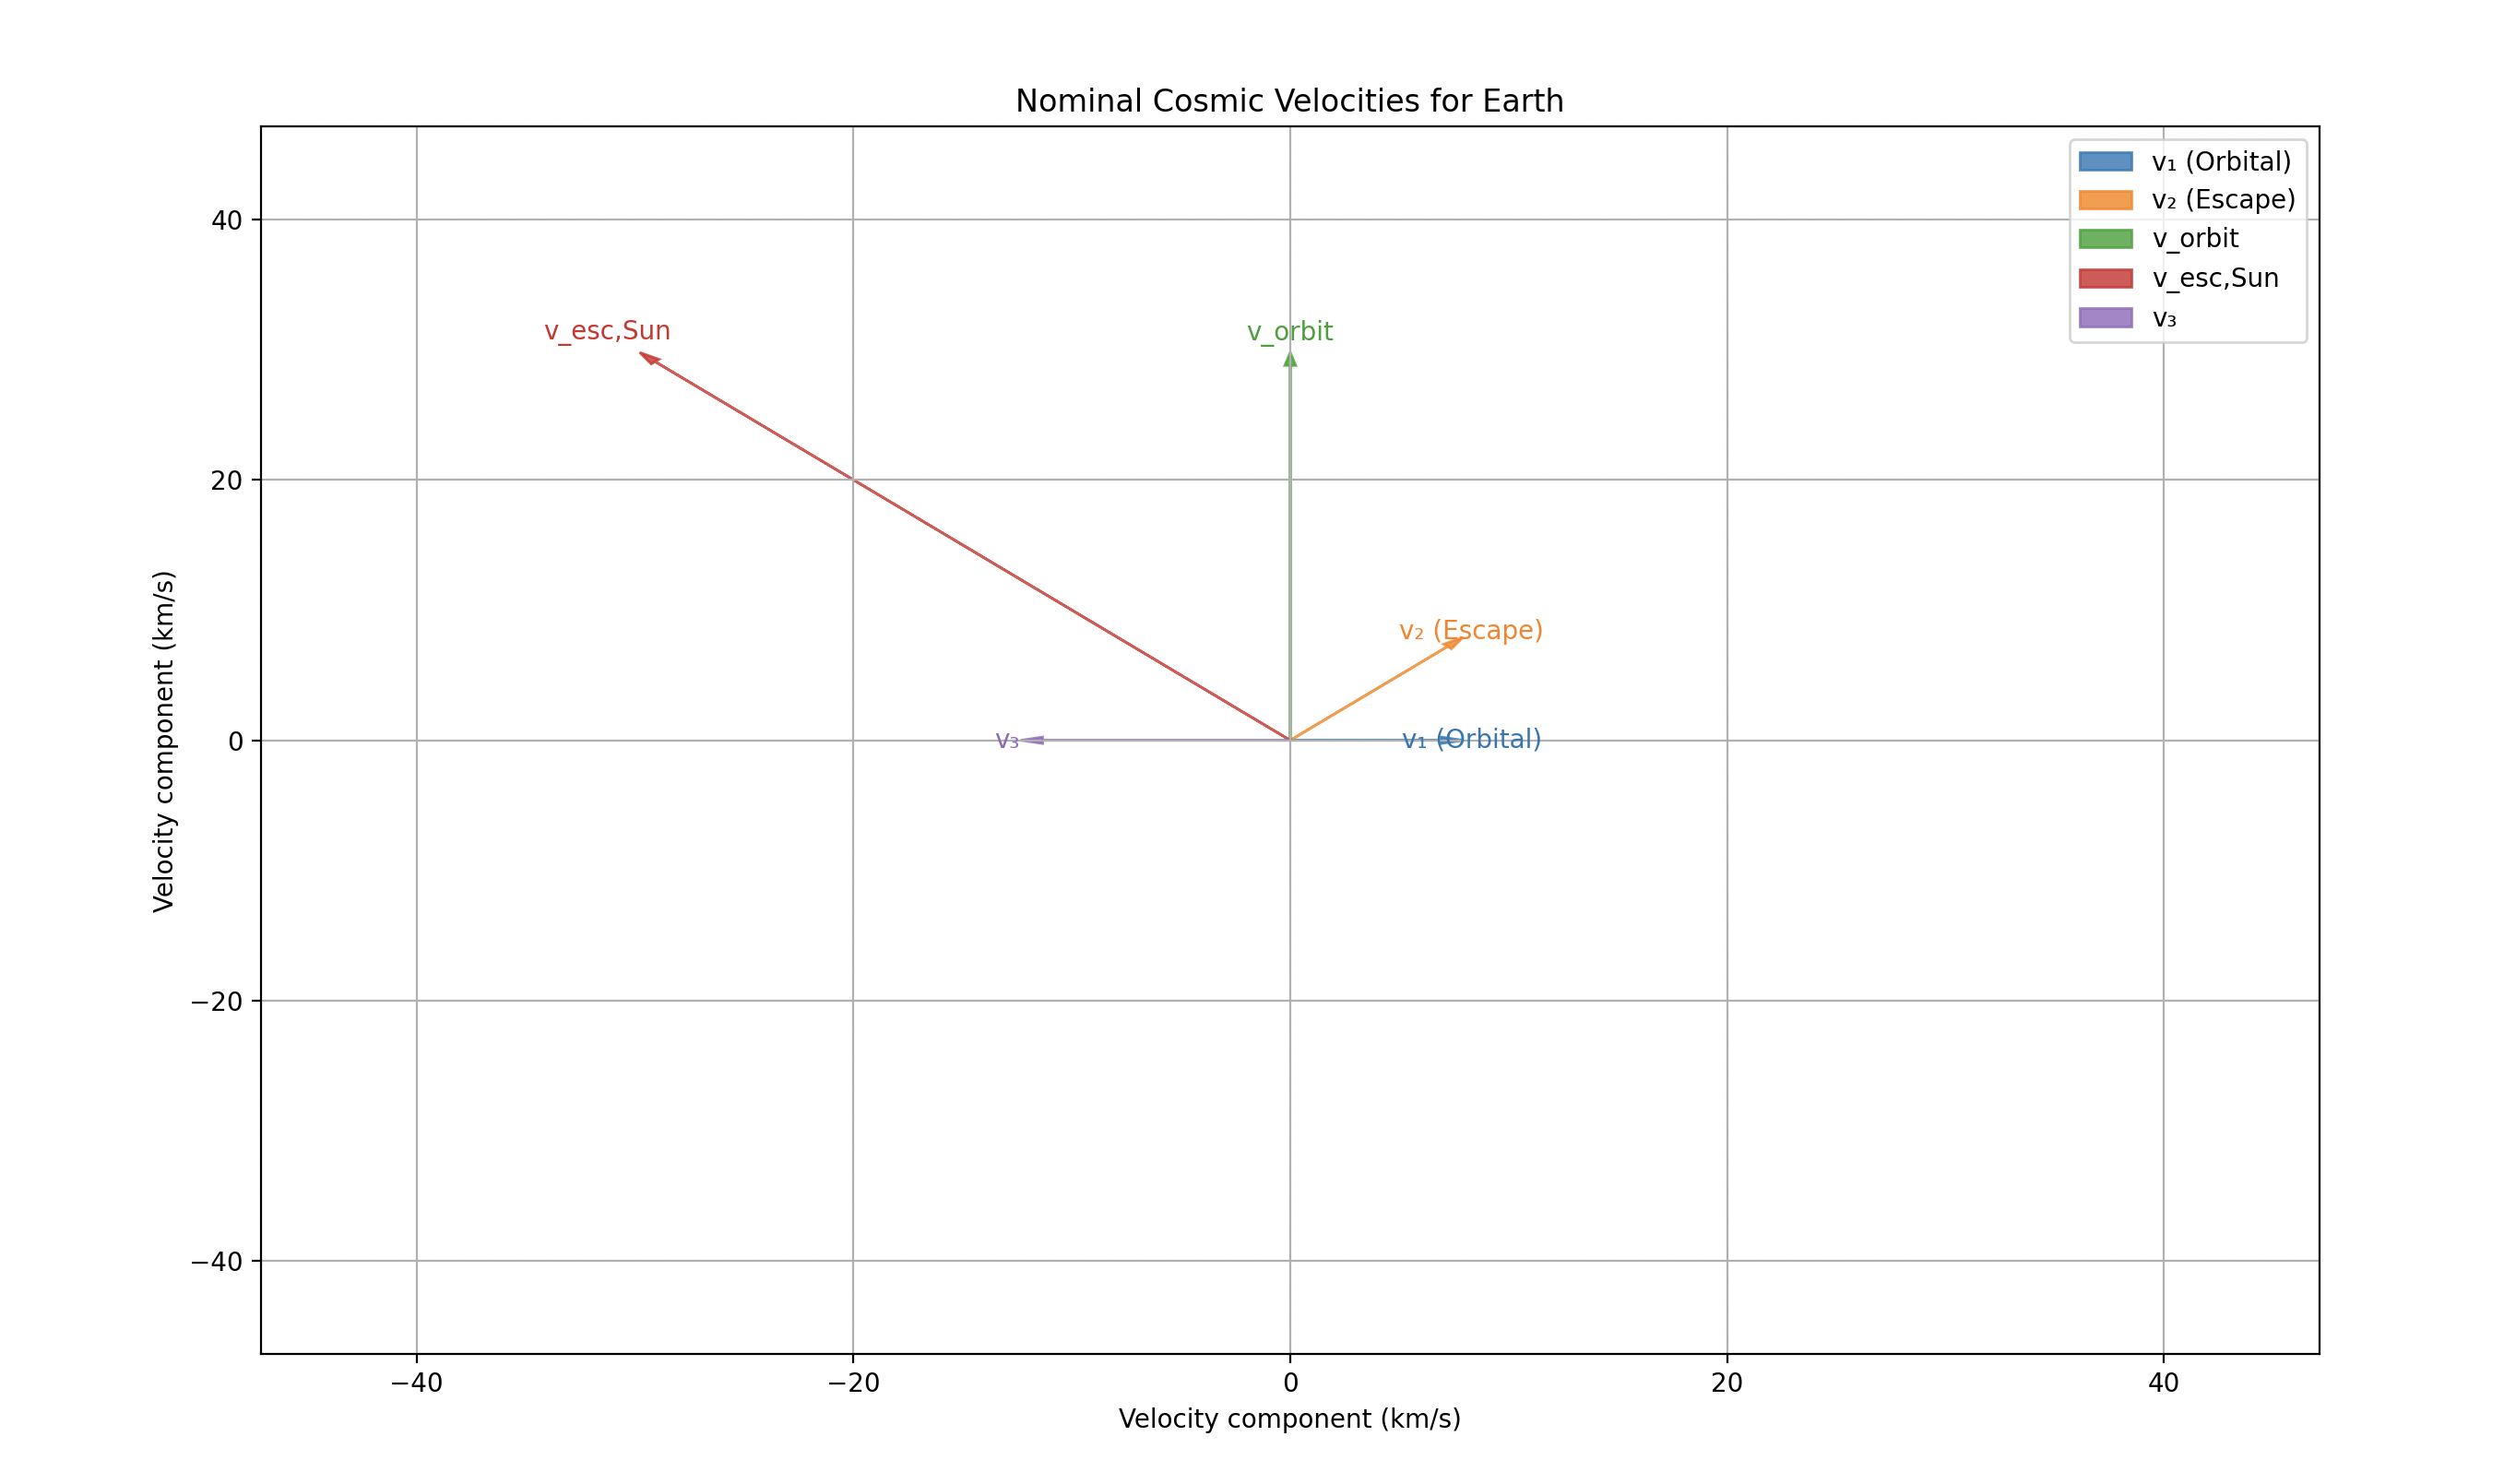 Nominal Cosmic Velocities for Earth
v₁ (Orbital)
v₂ (Escape)
v_orbit
v_esc,Sun
v₃
40
20
0
−20
−40
Velocity component (km/s)
v_esc,Sun
v_orbit
v₂ (Escape)
v₃
v₁ (Orbital)
−40
−20
0
20
40
Velocity component (km/s)